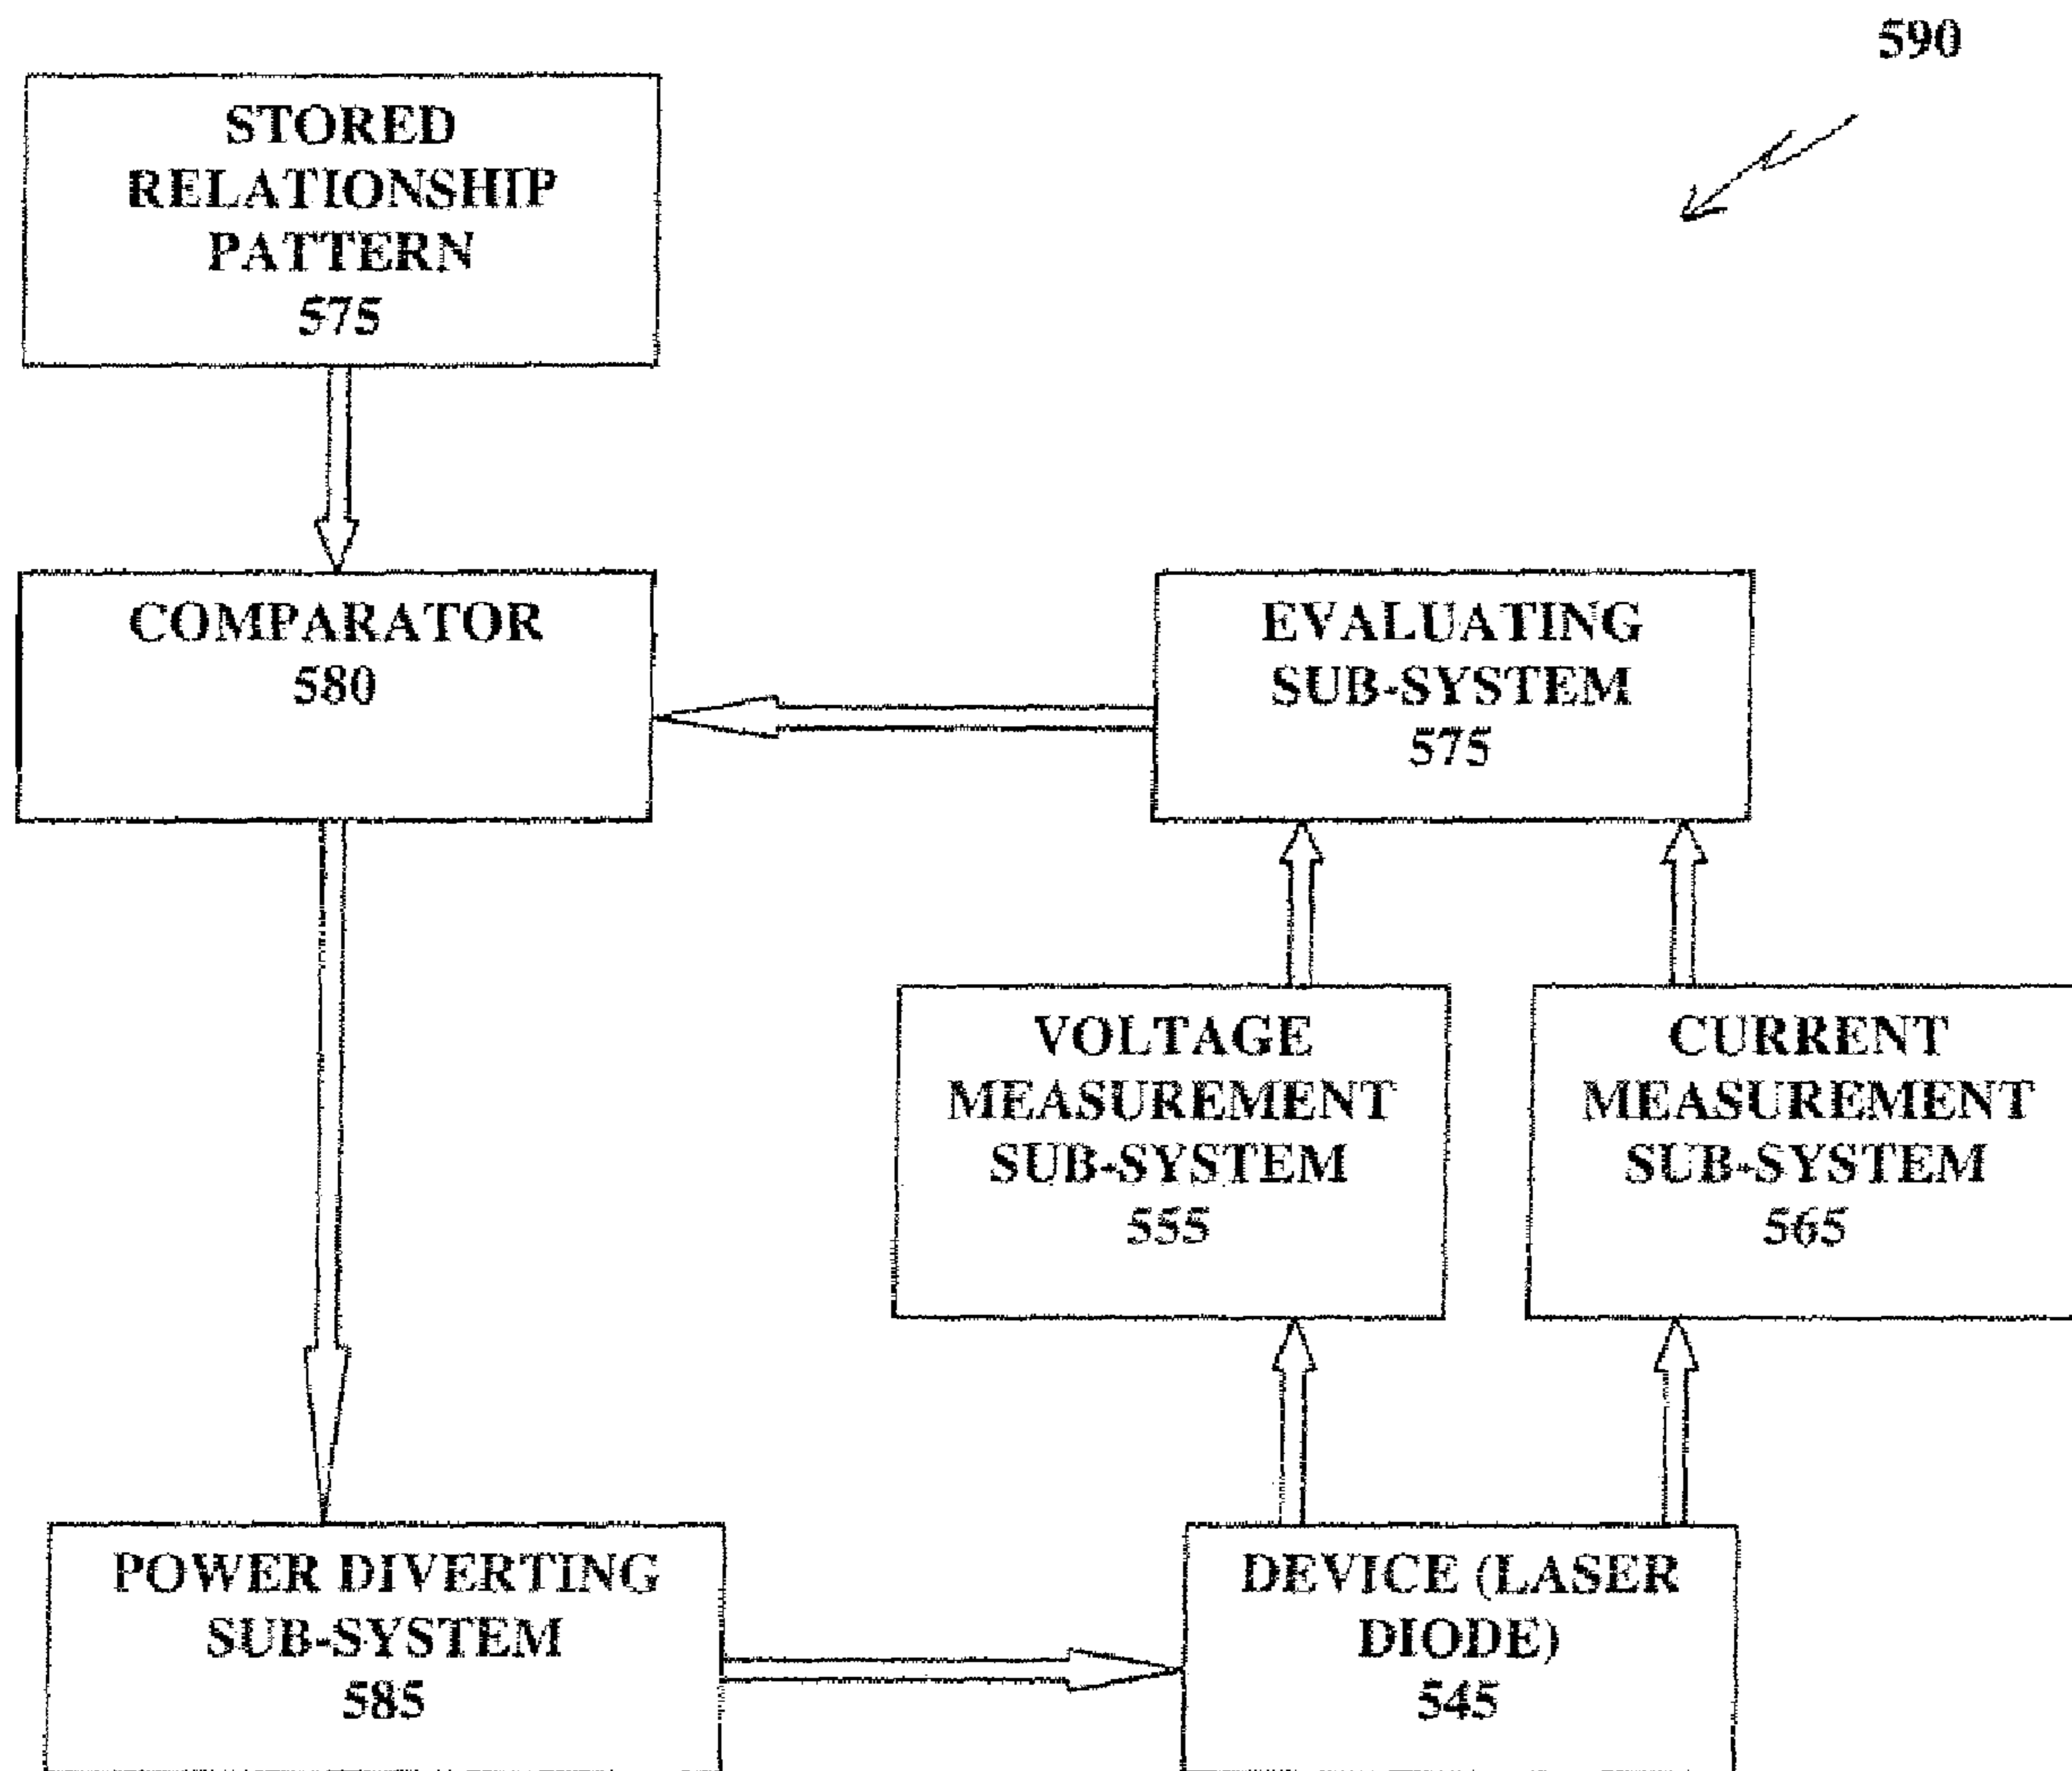 590
STORED
RELATIONSHIP
PATTERN
575
COMPARATOR
580
EVALUATING
SUB-SYSTEM
575
VOLTAGE
MEASUREMENT
SUB-SYSTEM
555
CURRENT
MEASUREMENT
SUB-SYSTEM
565
POWER DIVERTING
SUB-SYSTEM
585
DEVICE (LASER
DIODE)
545